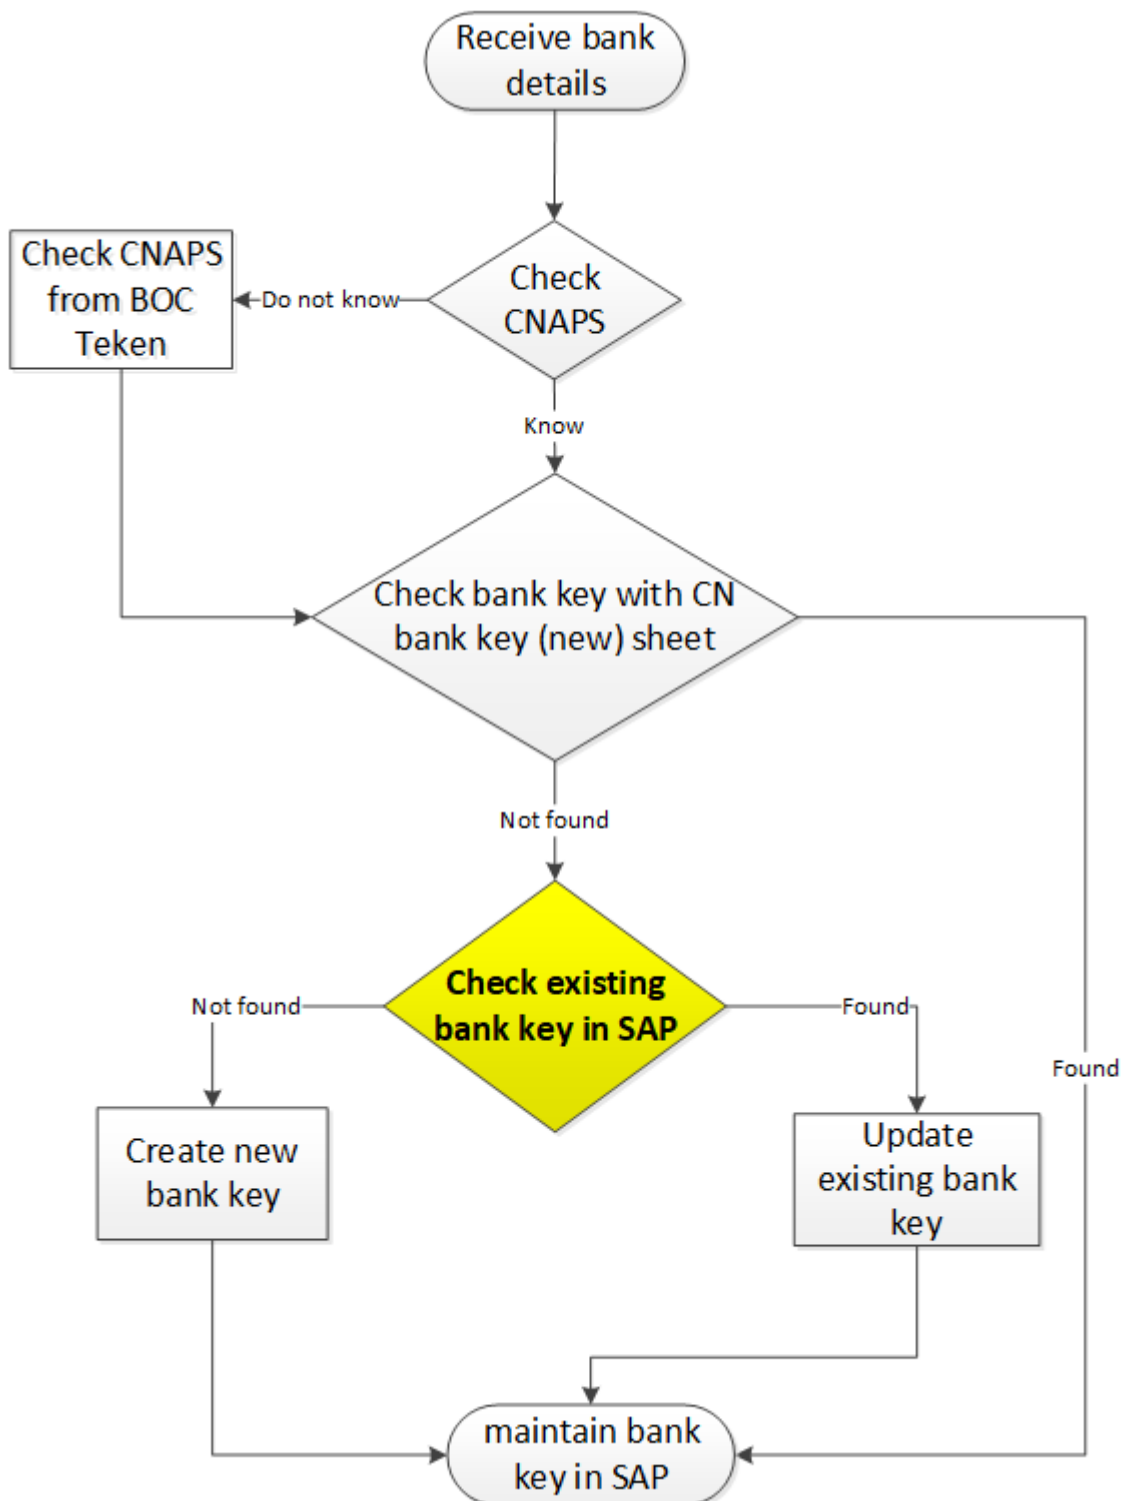 Receive bank
details
Check CNAPS
from BOC
Teken
Do not know
Check
CNAPS
Know
Check bank key with CN
bank key (new) sheet
Not found
Check existing
bank key in SAP
Not found
Found
Found
Create new
bank key
Update
existing bank
key
maintain bank
key in SAP